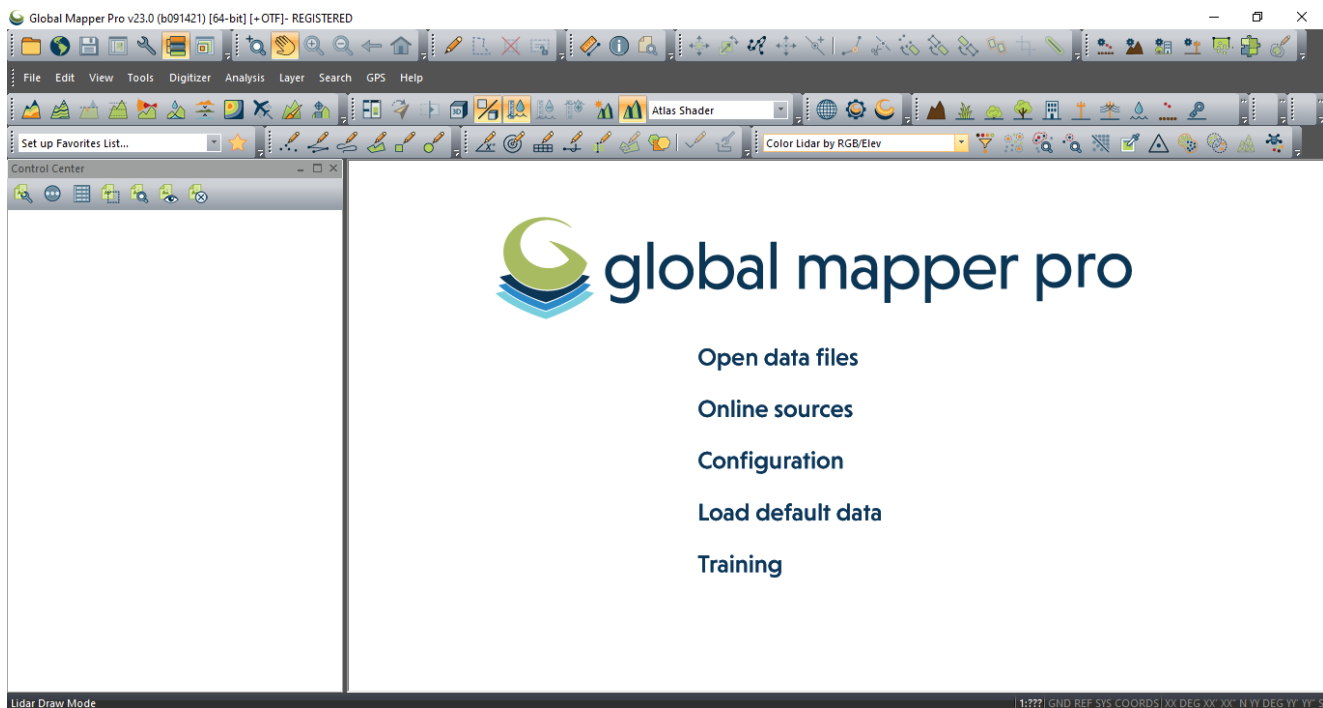 Global Mapper Pro v23.0 (b091421) [64-bit] [+OTF]- REGISTERED
File Edit View Tools Digitizer Analysis Layer Search GPS Help
3D
Atlas Shader
Set up Favorites List...
Color Lidar by RGB/Elev
Control Center
global mapper pro
Open data files
Online sources
Configuration
Load default data
Training
Lidar Draw Mode
1:??? GND REF SYS COORDS XX DEG XX' XX" N YY DEG YY' YY" S